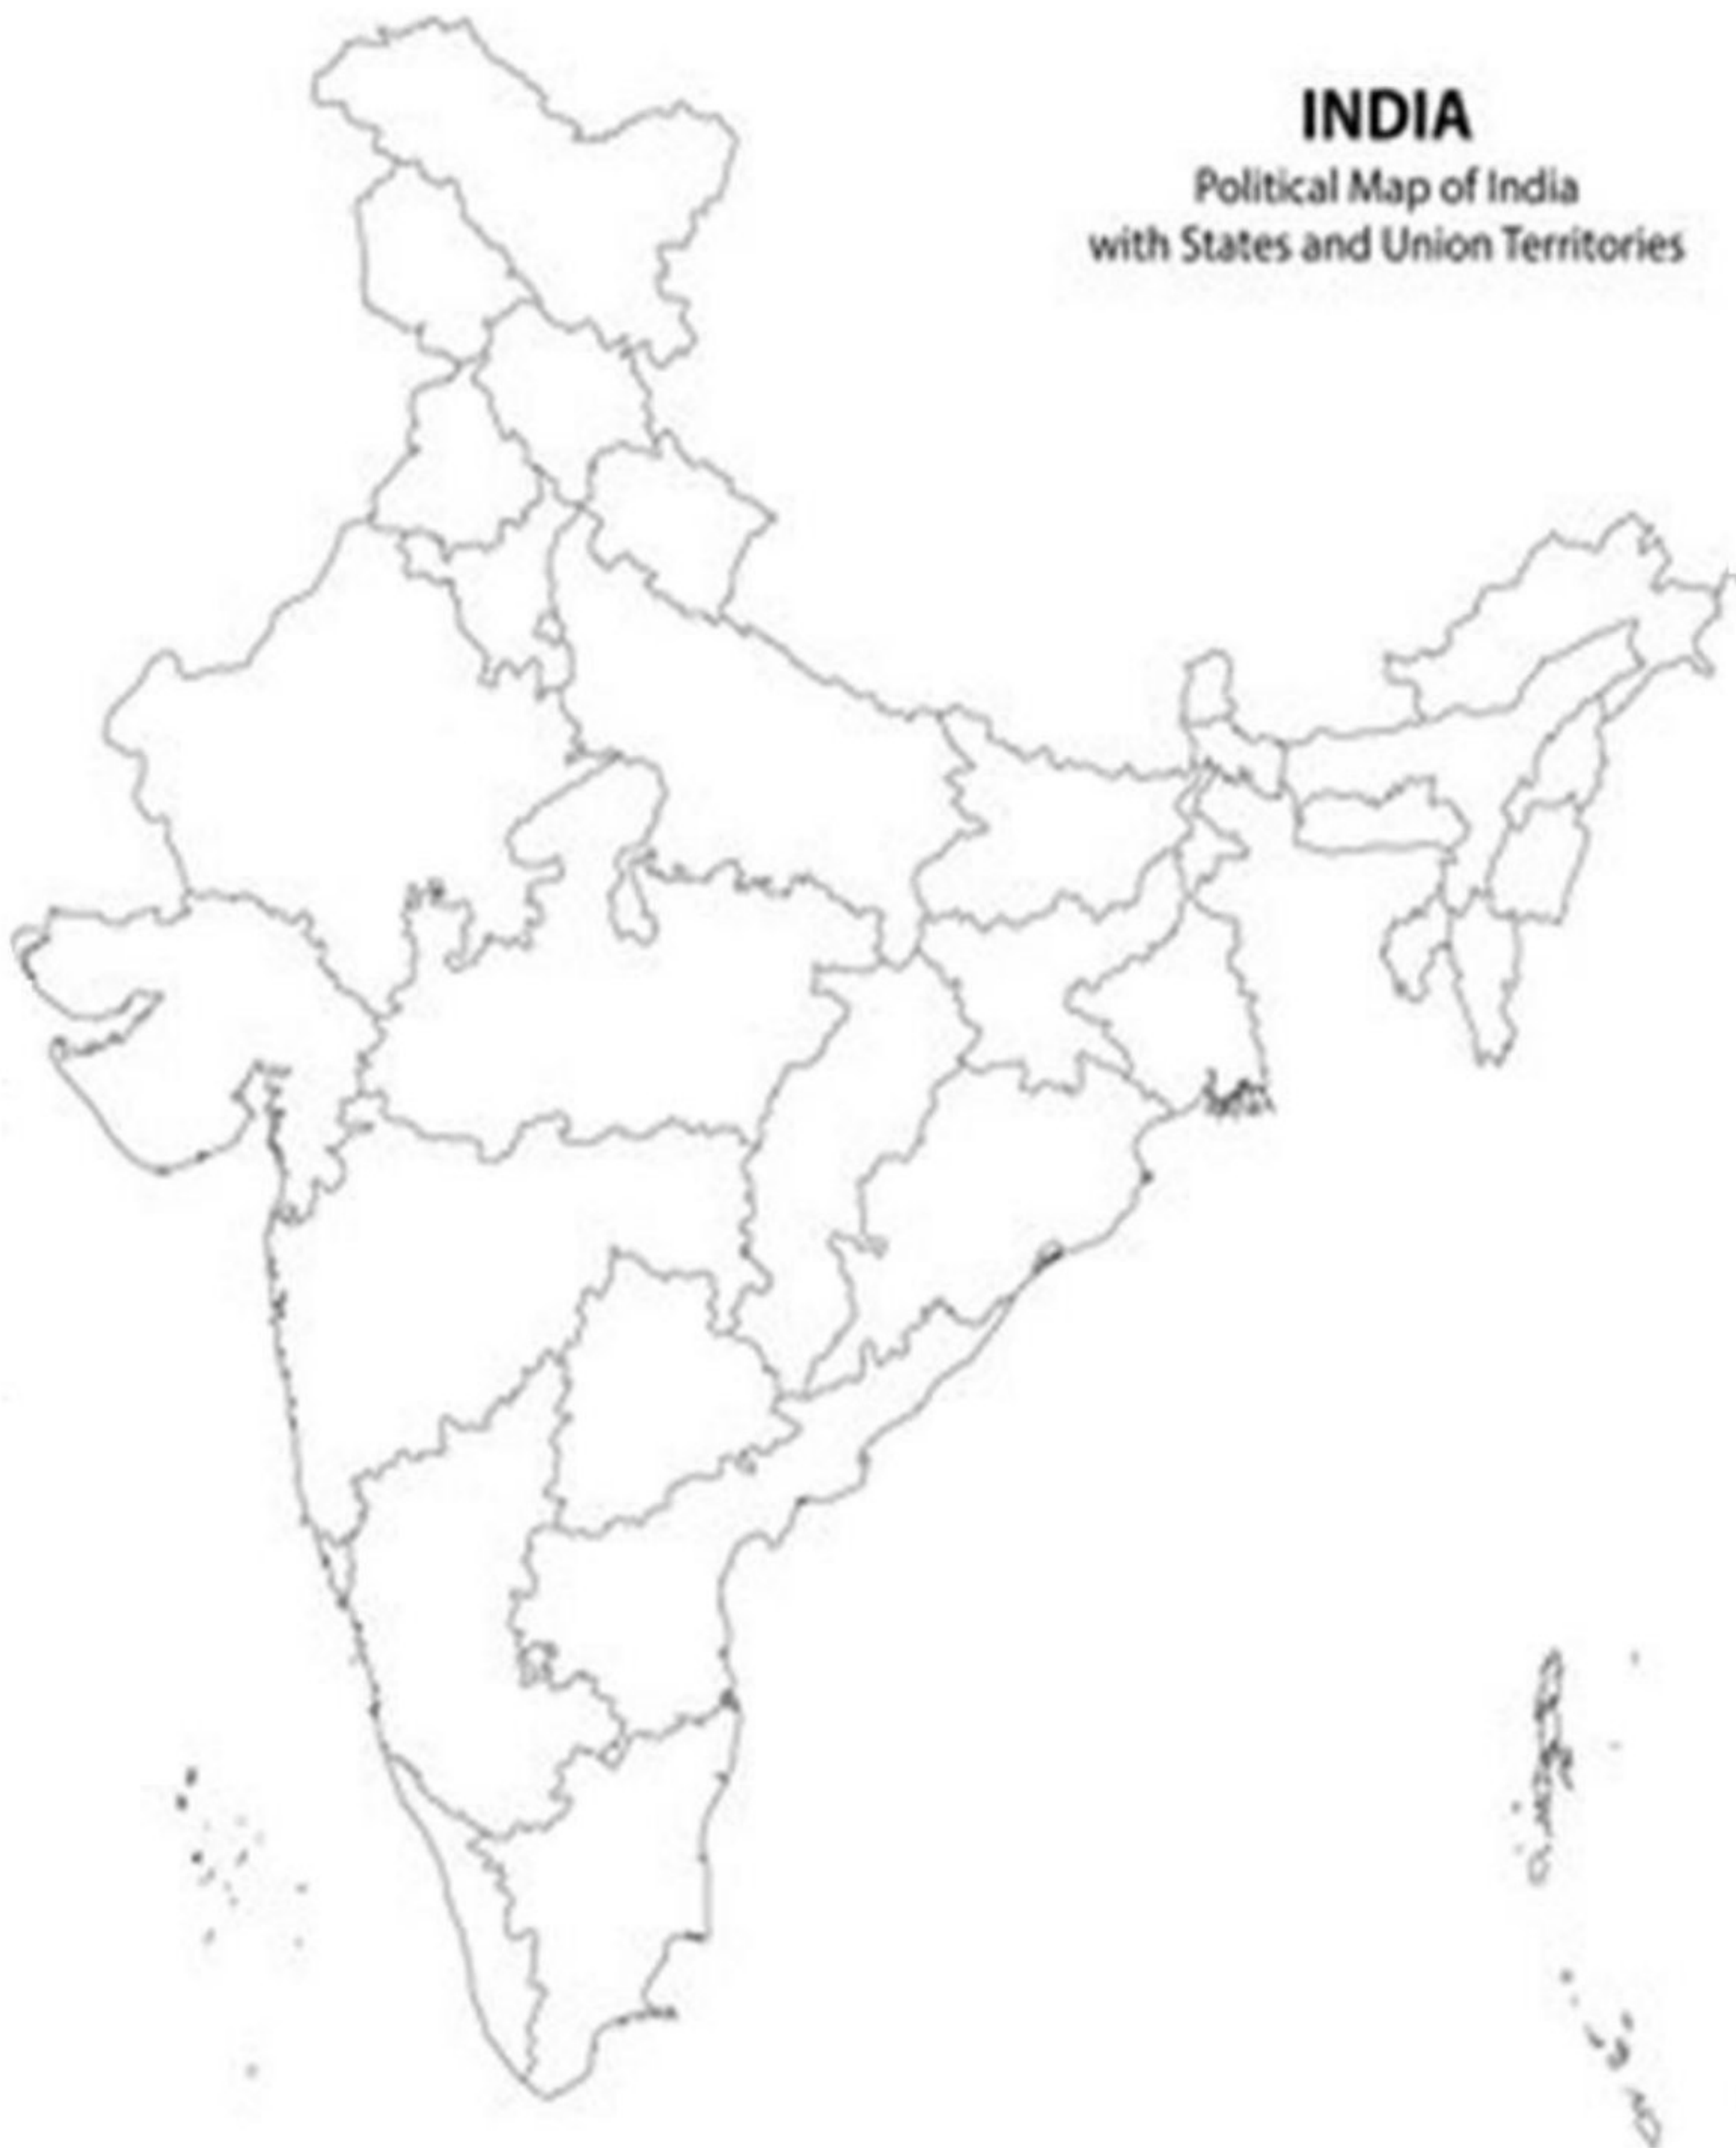 INDIA
Political Map of India
with States and Union Territories